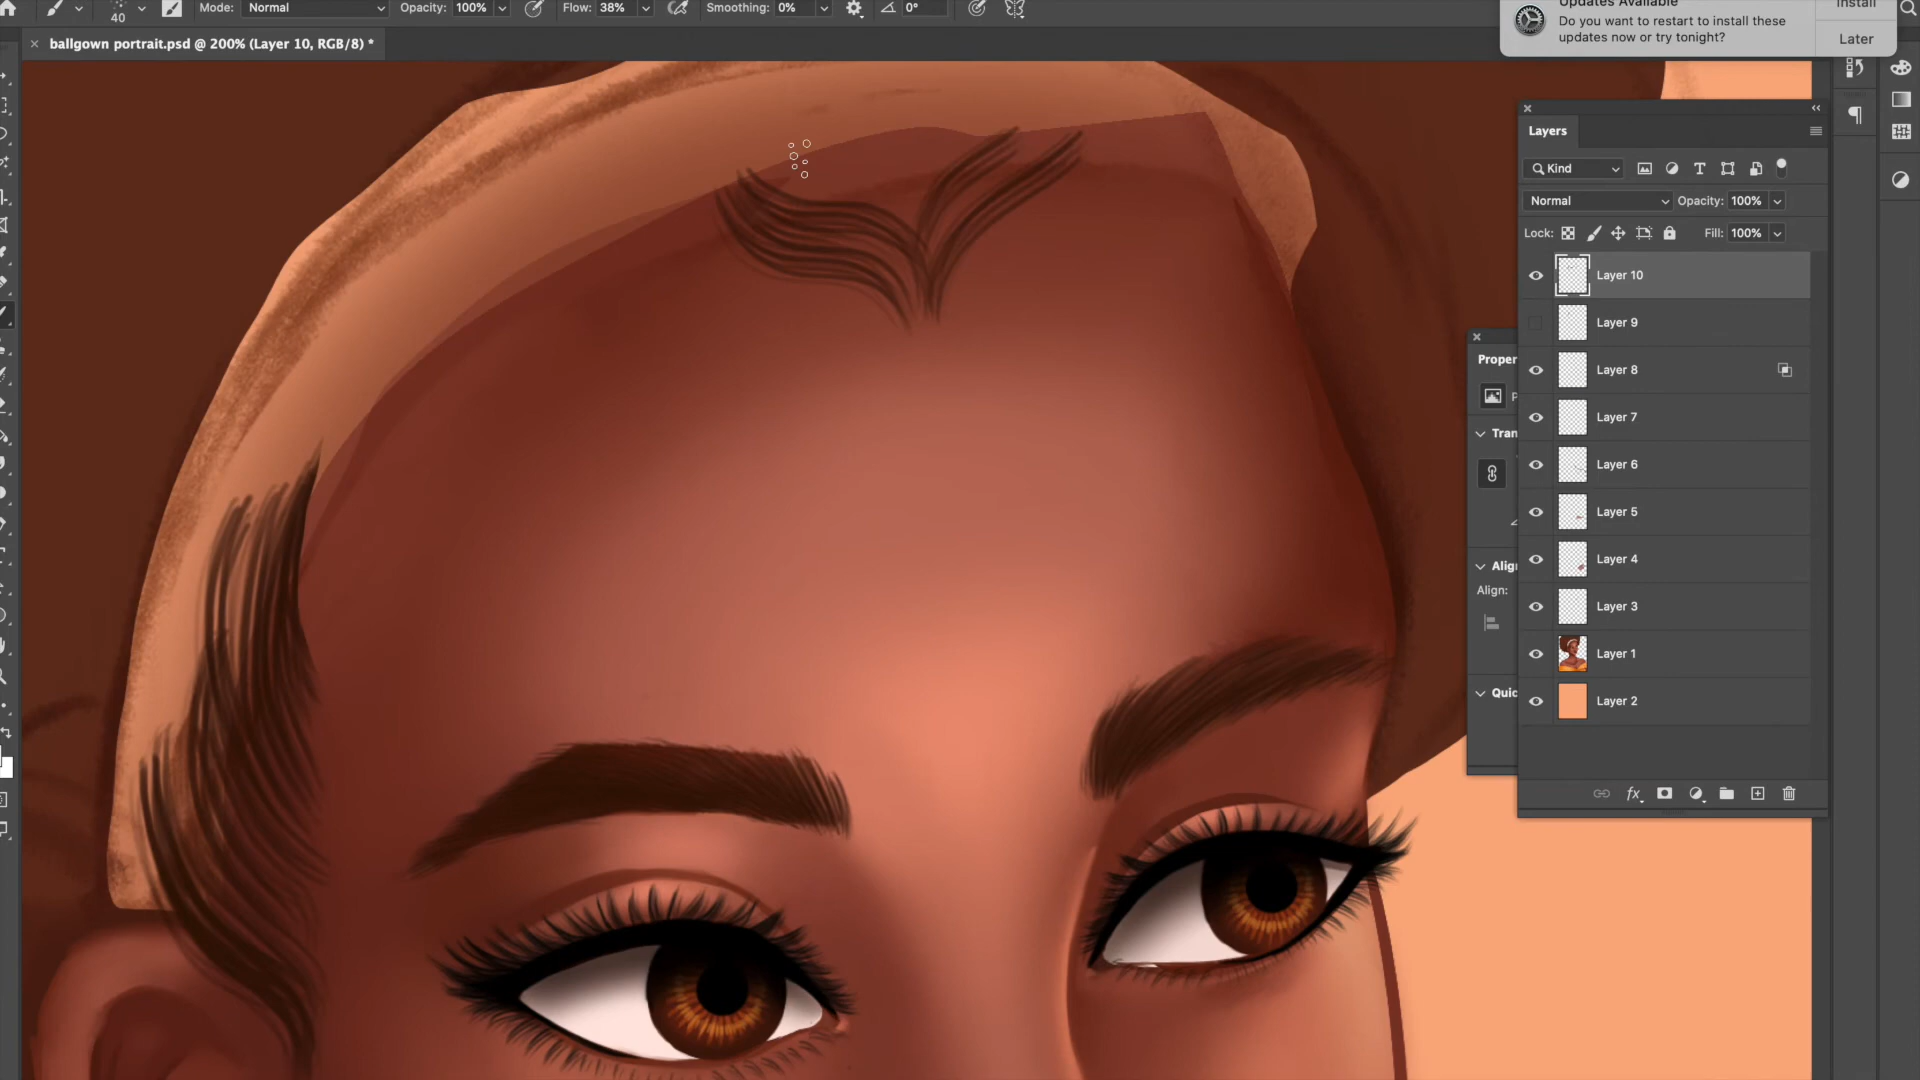 40
Mode: Normal
Opacity: 100%
Flow: 38%
Smoothing: 0%
0°
Updates Available
Do you want to restart to install these
updates now or try tonight?
Install
Later
× ballgown portrait.psd @ 200% (Layer 10, RGB/8) *
Layers
Kind
Normal
Opacity: 100%
Lock:
Fill: 100%
Layer 10
Layer 9
Layer 8
Layer 7
Layer 6
Layer 5
Layer 4
Layer 3
Layer 1
Layer 2
fx
Proper
P
Tran
Alig
Align:
Quic